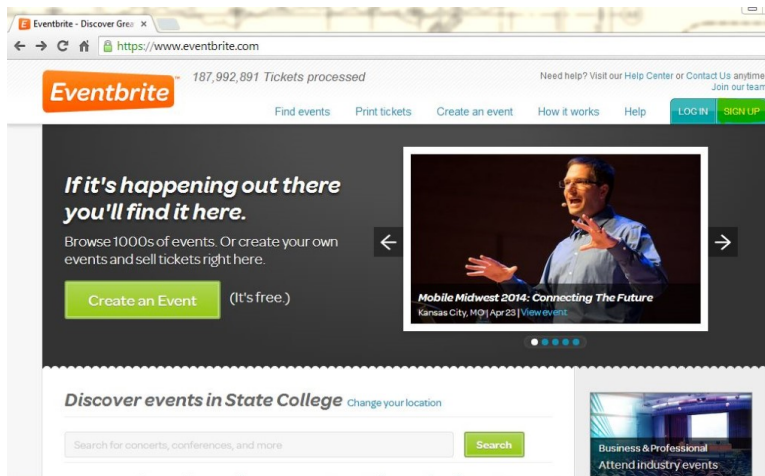 Eventbrite - Discover Grea
https://www.eventbrite.com
Eventbrite
187,992,891 Tickets processed
Need help? Visit our Help Center or Contact Us anytime
Join our team
Find events Print tickets Create an event How it works Help LOG IN SIGN UP
If it's happening out there
you'll find it here.
Browse 1000s of events. Or create your own
events and sell tickets right here.
Create an Event (It's free.)
Mobile Midwest 2014: Connecting The Future
Kansas City, MO | Apr 23 | View event
Discover events in State College Change your location
Search for concerts, conferences, and more Search
Business & Professional
Attend industry events